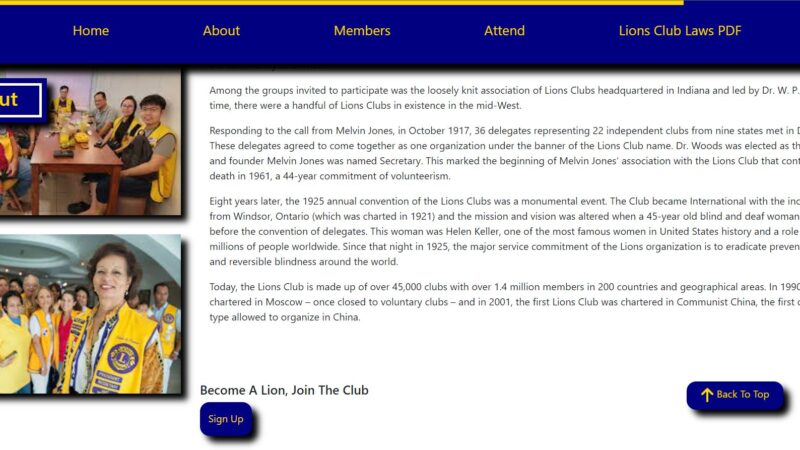 Home
About
Members
Attend
Lions Club Laws PDF
Among the groups invited to participate was the loosely knit association of Lions Clubs headquartered in Indiana and led by Dr. W. P.
time, there were a handful of Lions Clubs in existence in the mid-West.
Responding to the call from Melvin Jones, in October 1917, 36 delegates representing 22 independent clubs from nine states met in D
These delegates agreed to come together as one organization under the banner of the Lions Club name. Dr. Woods was elected as th
and founder Melvin Jones was named Secretary. This marked the beginning of Melvin Jones' association with the Lions Club that cont
death in 1961, a 44-year commitment of volunteerism.
Eight years later, the 1925 annual convention of the Lions Clubs was a monumental event. The Club became International with the inc
from Windsor, Ontario (which was charted in 1921) and the mission and vision was altered when a 45-year old blind and deaf woman
before the convention of delegates. This woman was Helen Keller, one of the most famous women in United States history and a role
millions of people worldwide. Since that night in 1925, the major service commitment of the Lions organization is to eradicate preven
and reversible blindness around the world.
Today, the Lions Club is made up of over 45,000 clubs with over 1.4 million members in 200 countries and geographical areas. In 1990
chartered in Moscow – once closed to voluntary clubs – and in 2001, the first Lions Club was chartered in Communist China, the first o
type allowed to organize in China.
ut
LIONS
PRESIDENT
Become A Lion, Join The Club
Sign Up
Back To Top